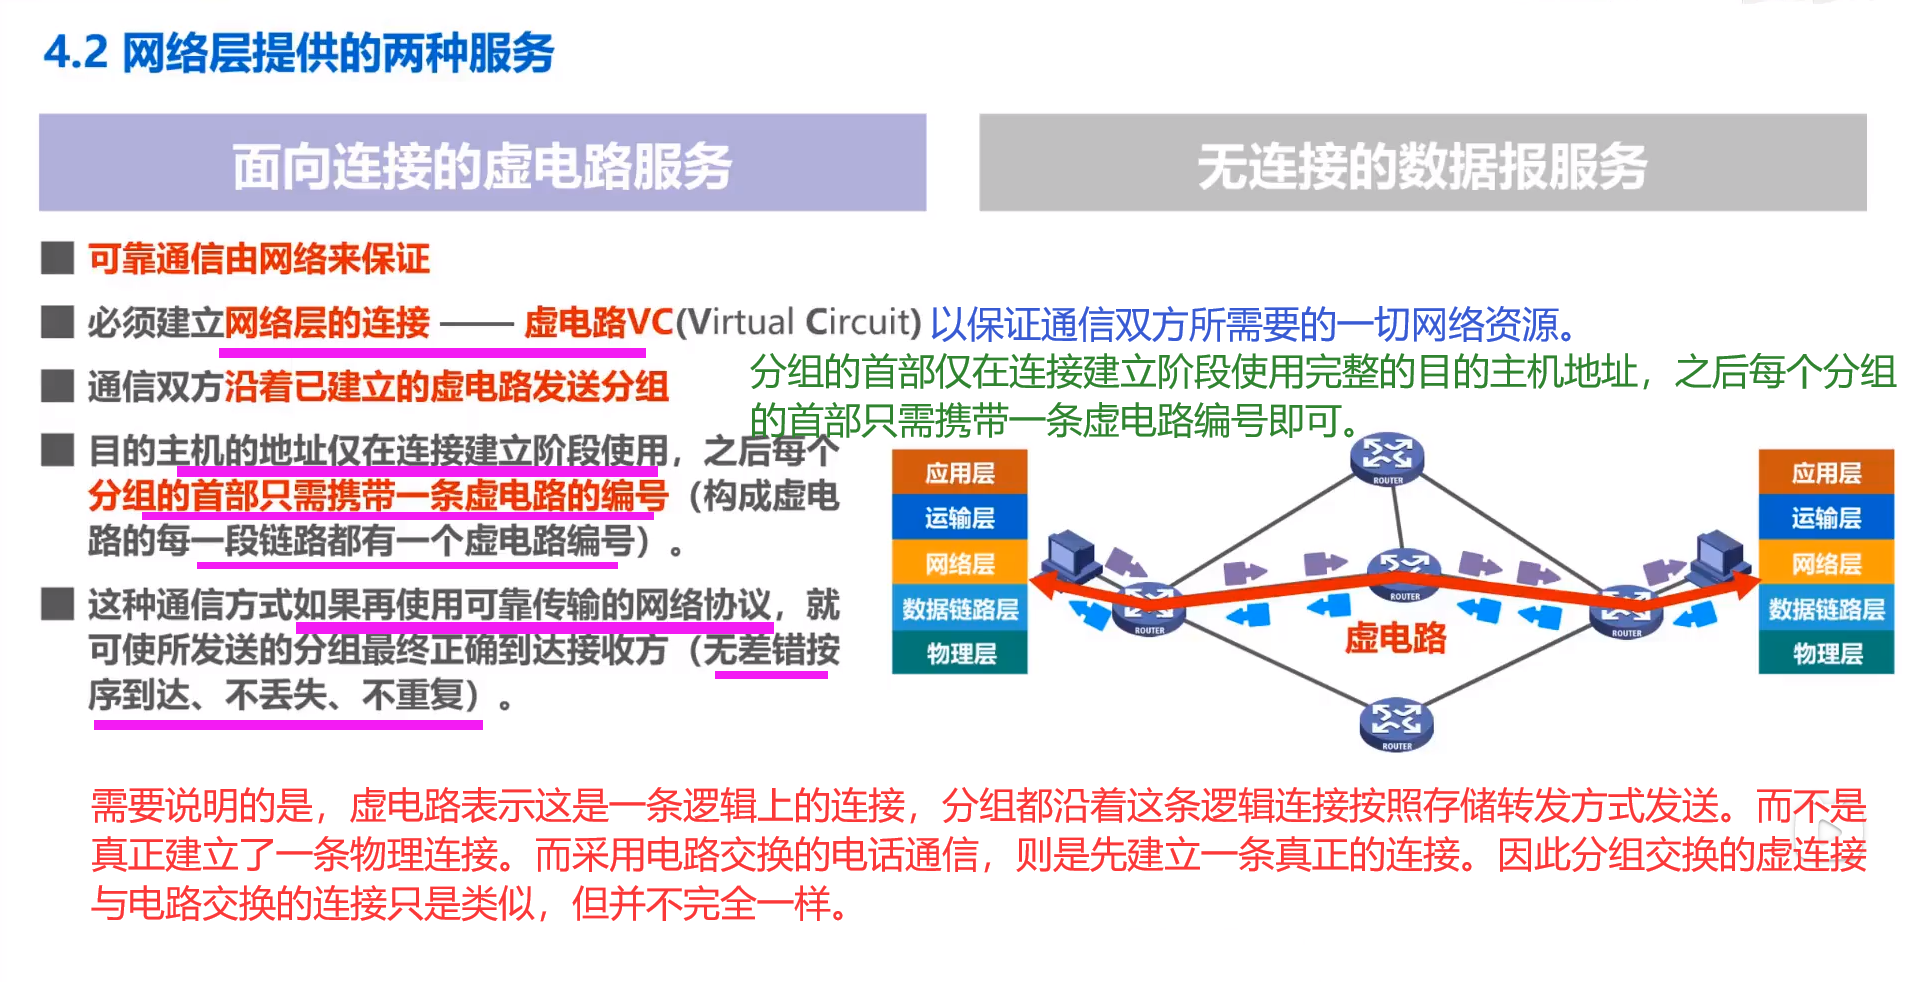 4.2 网络层提供的两种服务
面向连接的虚电路服务
无连接的数据报服务
可靠通信由网络来保证
必须建立网络层的连接 —— 虚电路VC(Virtual Circuit) 以保证通信双方所需要的一切网络资源。
通信双方沿着已建立的虚电路发送分组
分组的首部仅在连接建立阶段使用完整的目的主机地址，之后每个分组
的首部只需携带一条虚电路编号即可。
目的主机的地址仅在连接建立阶段使用，之后每个
分组的首部只需携带一条虚电路的编号（构成虚电
路的每一段链路都有一个虚电路编号）。
这种通信方式如果再使用可靠传输的网络协议，就
可使所发送的分组最终正确到达接收方（无差错按
序到达、不丢失、不重复）。
应用层
运输层
网络层
数据链路层
物理层
ROUTER
ROUTER
ROUTER
ROUTER
ROUTER
虚电路
应用层
运输层
网络层
数据链路层
物理层
需要说明的是，虚电路表示这是一条逻辑上的连接，分组都沿着这条逻辑连接按照存储转发方式发送。而不是
真正建立了一条物理连接。而采用电路交换的电话通信，则是先建立一条真正的连接。因此分组交换的虚连接
与电路交换的连接只是类似，但并不完全一样。